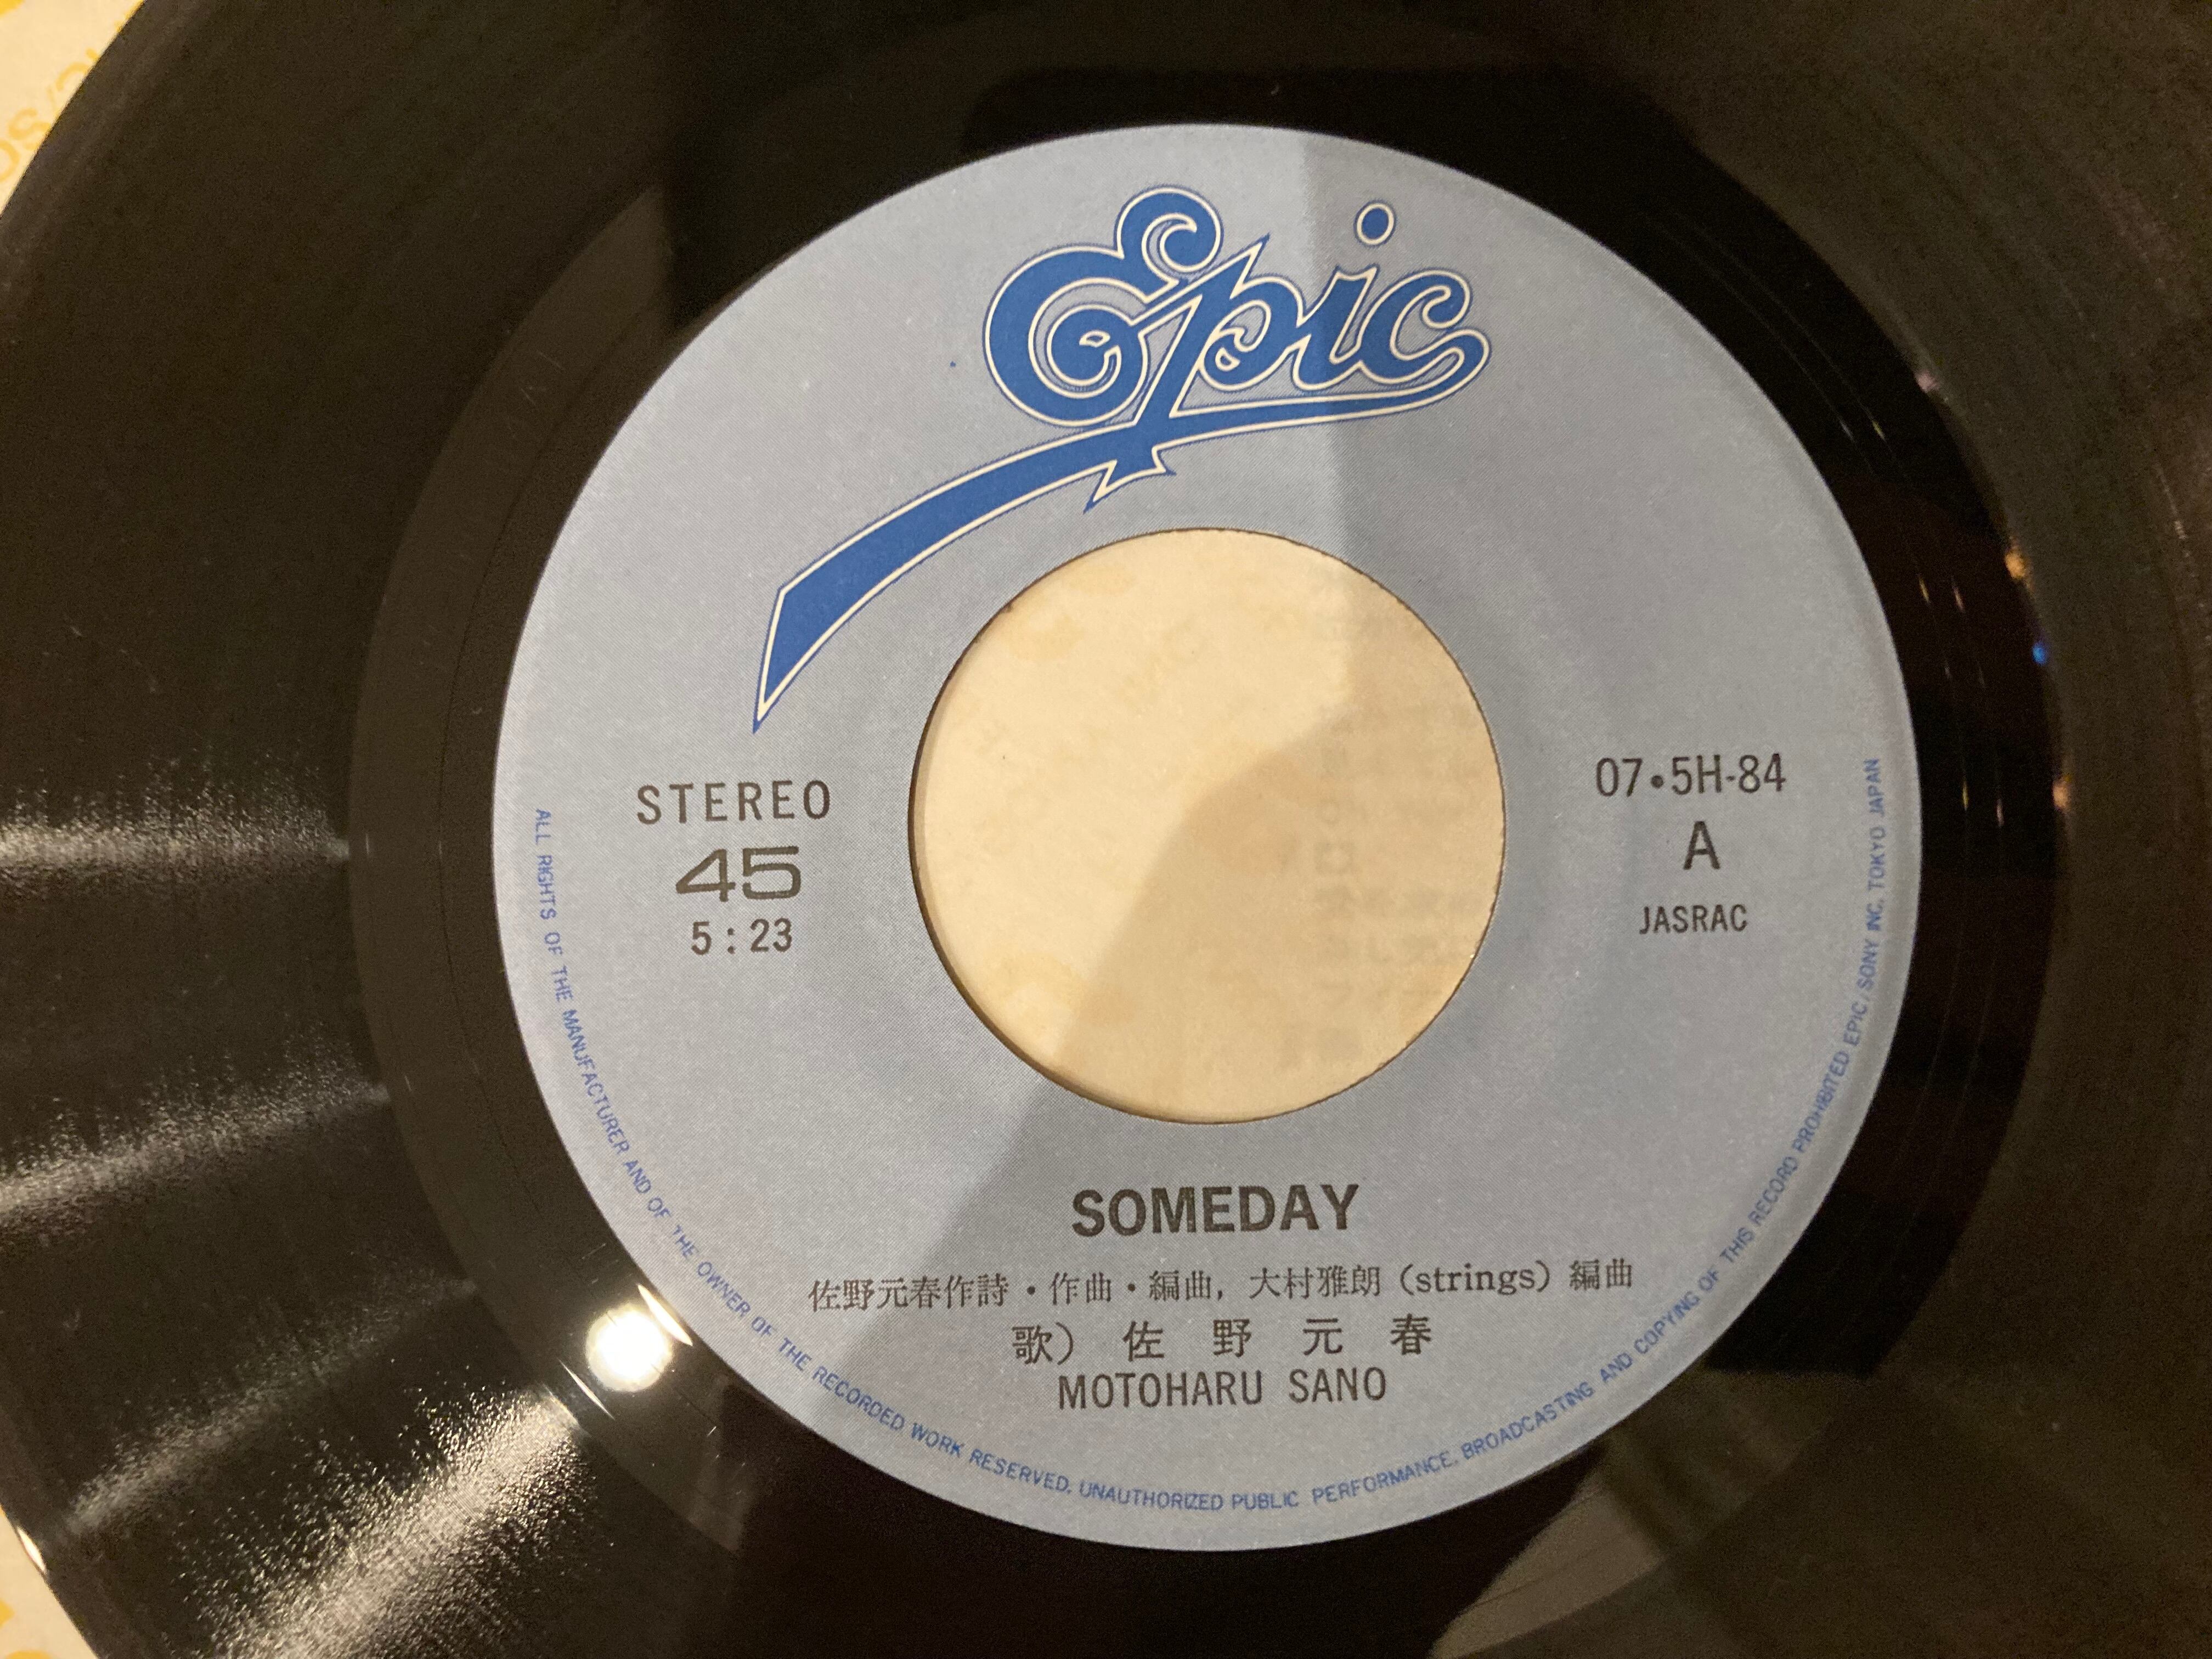 Epic
STEREO
45
5:23
07・5H-84
A
JASRAC
SOMEDAY
佐野元春作詩・作曲・編曲, 大村雅朗 (strings) 編曲
歌) 佐野元春
MOTOHARU SANO
ALL RIGHTS OF THE MANUFACTURER AND OF THE OWNER OF THE RECORDED WORK RESERVED. UNAUTHORIZED PUBLIC PERFORMANCE, BROADCASTING AND COPYING OF THIS RECORD PROHIBITED EPIC/SONY INC. TOKYO JAPAN